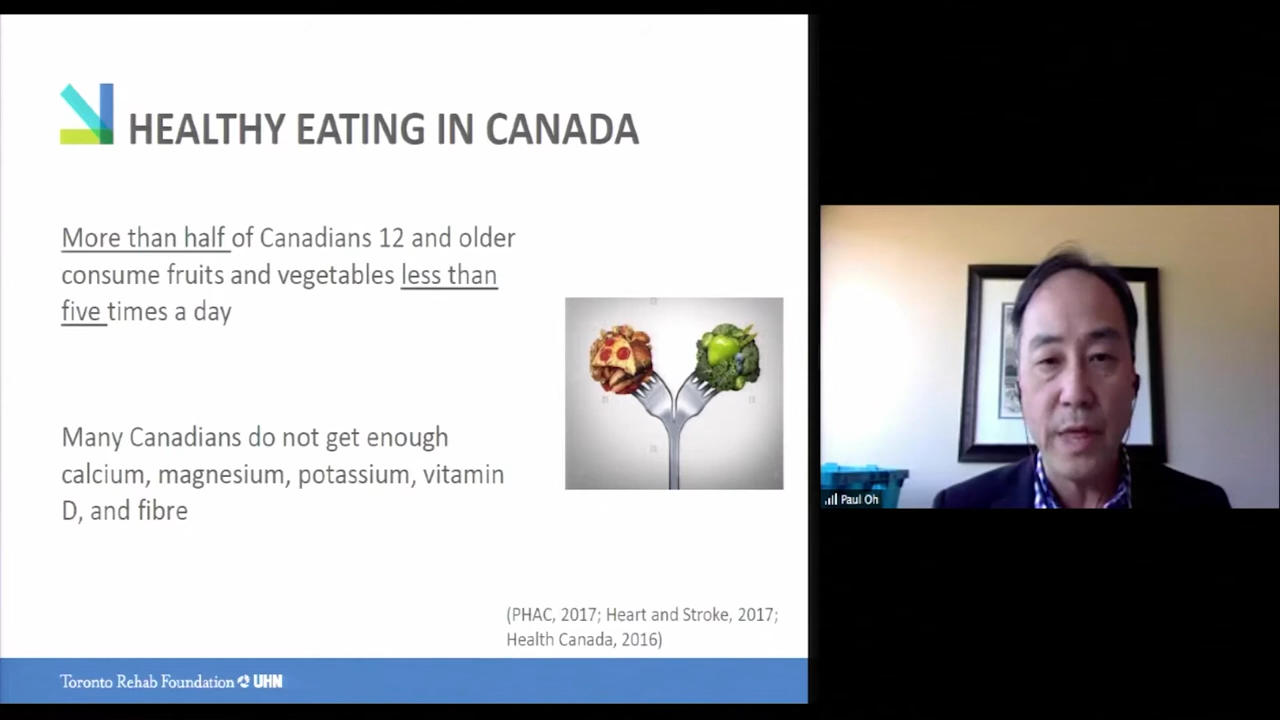 HEALTHY EATING IN CANADA
More than half of Canadians 12 and older
consume fruits and vegetables less than
five times a day
Many Canadians do not get enough
calcium, magnesium, potassium, vitamin
D, and fibre
(PHAC, 2017; Heart and Stroke, 2017;
Health Canada, 2016)
Toronto Rehab Foundation UHN
Paul Oh